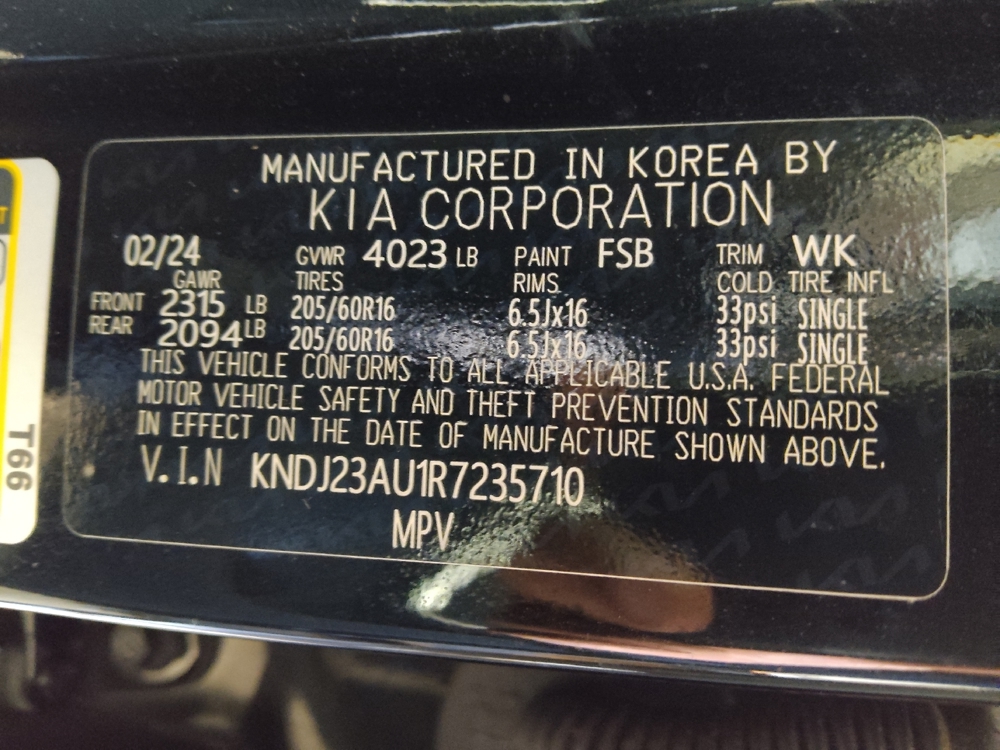 MANUFACTURED IN KOREA BY
KIA CORPORATION
02/24 GVWR 4023 LB PAINT FSB TRIM WK
GAWR TIRES RIMS COLD TIRE INFL
FRONT 2315 LB 205/60R16 6.5Jx16 33psi SINGLE
REAR 2094 LB 205/60R16 6.5Jx16 33psi SINGLE
THIS VEHICLE CONFORMS TO ALL APPLICABLE U.S.A. FEDERAL
MOTOR VEHICLE SAFETY AND THEFT PREVENTION STANDARDS
IN EFFECT ON THE DATE OF MANUFACTURE SHOWN ABOVE.
V.I.N KNDJ23AU1R7235710
MPV
T66